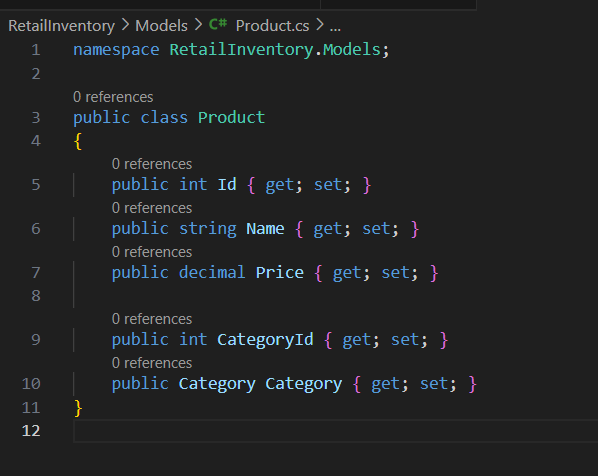 RetailInventory > Models > C# Product.cs > ...
1 namespace RetailInventory.Models;
2
0 references
3 public class Product
4 {
0 references
5 public int Id { get; set; }
0 references
6 public string Name { get; set; }
0 references
7 public decimal Price { get; set; }
8
0 references
9 public int CategoryId { get; set; }
0 references
10 public Category Category { get; set; }
11 }
12